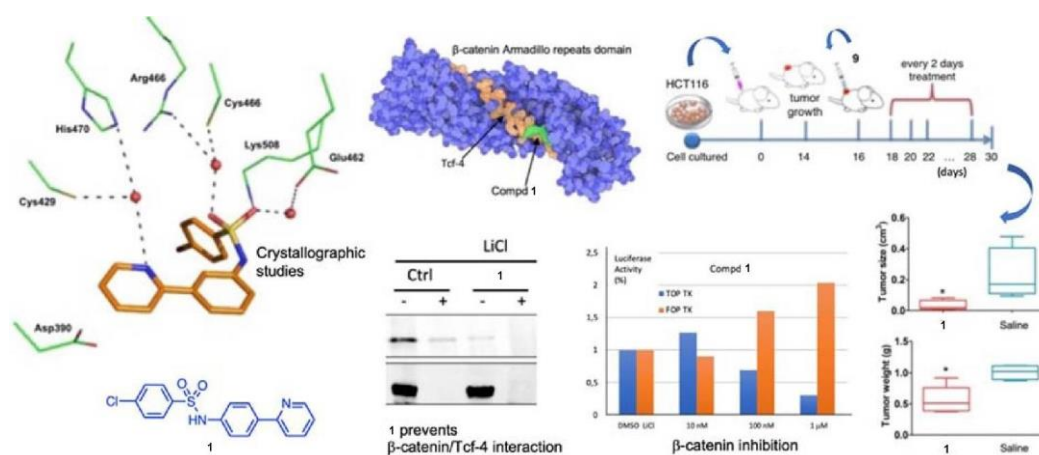 Arg466
Cys466
His470
Lys508
Glu462
Cys429
Crystallographic
studies
Asp390
Cl
O
O
S
N
H
N
1
β-catenin Armadillo repeats domain
Tcf-4
Compd 1
LiCl
Ctrl
1
-
+
-
+
1 prevents
β-catenin/Tcf-4 interaction
9
every 2 days
treatment
HCT116
tumor
growth
Cell cultured
0
14
16
18
20
22
...
28
30
(days)
Luciferase
Activity
(%)
Compd 1
TOP TK
FOP TK
2,5
2
1,5
1
0,5
0
DMSO LiCl
10 nM
100 nM
1 μM
β-catenin inhibition
Tumor size (cm³)
0.6
0.4
0.2
0.0
*
1
Saline
Tumor weight (g)
1.5
1.0
0.5
0.0
*
1
Saline